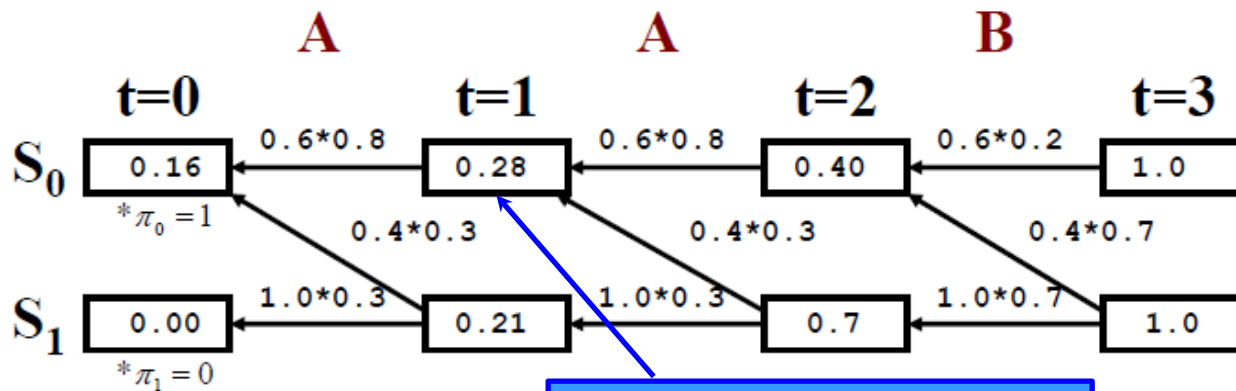 A A B
t=0 t=1 t=2 t=3
0.6*0.8 0.6*0.8 0.6*0.2
S₀ 0.16 0.28 0.40 1.0
*π₀ = 1
0.4*0.3 0.4*0.3 0.4*0.7
1.0*0.3 1.0*0.3 1.0*0.7
S₁ 0.00 0.21 0.7 1.0
*π₁ = 0